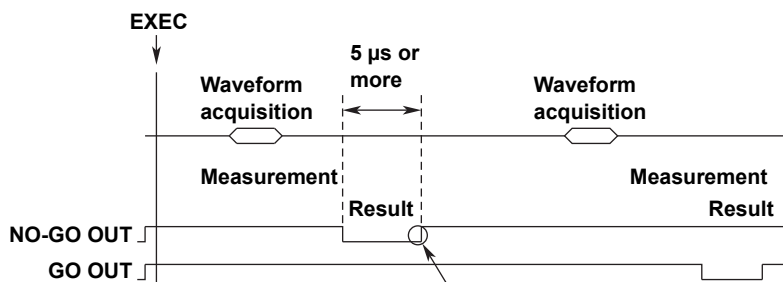 EXEC
5 µs or
more
Waveform
acquisition
Waveform
acquisition
Measurement
Measurement
Result
Result
NO-GO OUT
GO OUT